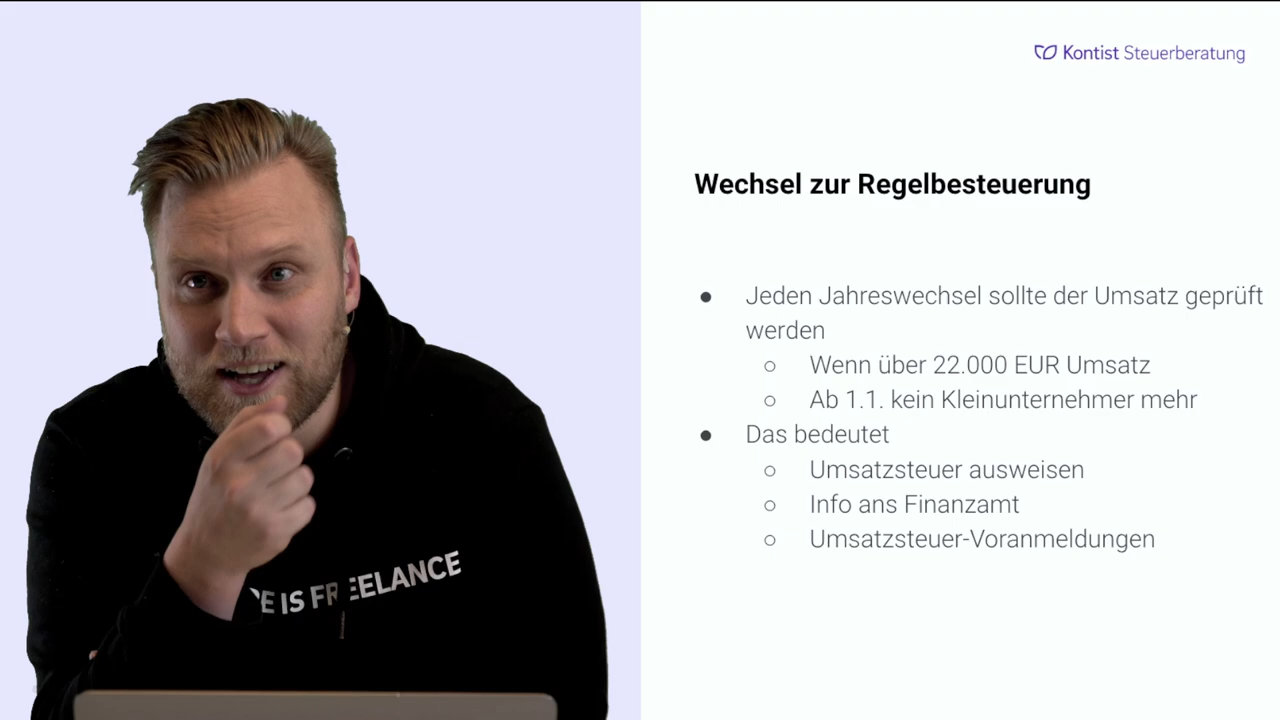 Kontist Steuerberatung
Wechsel zur Regelbesteuerung
Jeden Jahreswechsel sollte der Umsatz geprüft
werden
Wenn über 22.000 EUR Umsatz
Ab 1.1. kein Kleinunternehmer mehr
Das bedeutet
Umsatzsteuer ausweisen
Info ans Finanzamt
Umsatzsteuer-Voranmeldungen
IS FREELANCE